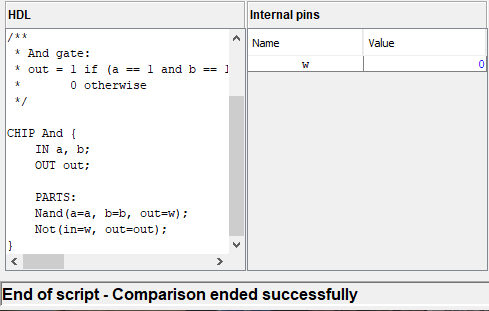 HDL
/**
 * And gate:
 * out = 1 if (a == 1 and b == 1
 *       0 otherwise
 */
CHIP And {
    IN a, b;
    OUT out;
    PARTS:
    Nand(a=a, b=b, out=w);
    Not(in=w, out=out);
}
Internal pins
Name Value
w 0
End of script - Comparison ended successfully